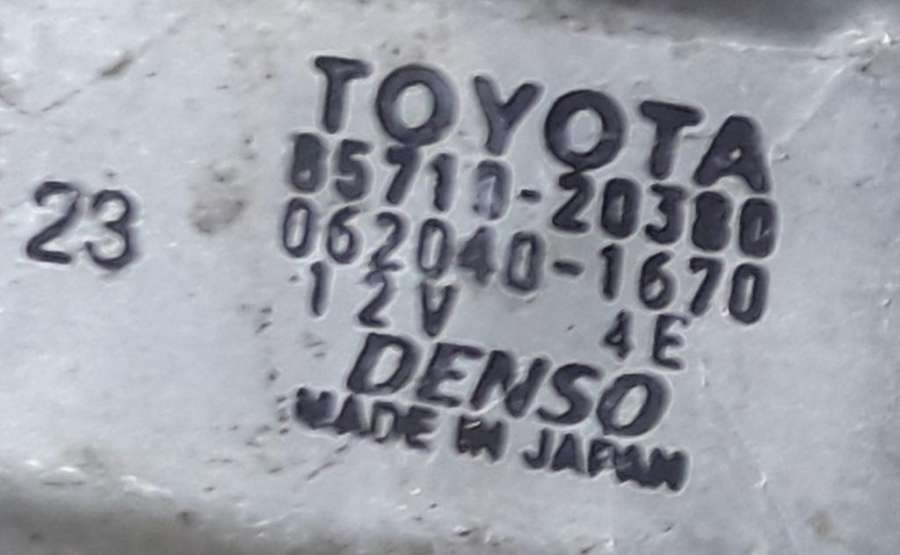 TOYOTA
85710-20380
062040-1670
23
12V 4E
DENSO
MADE IN JAPAN